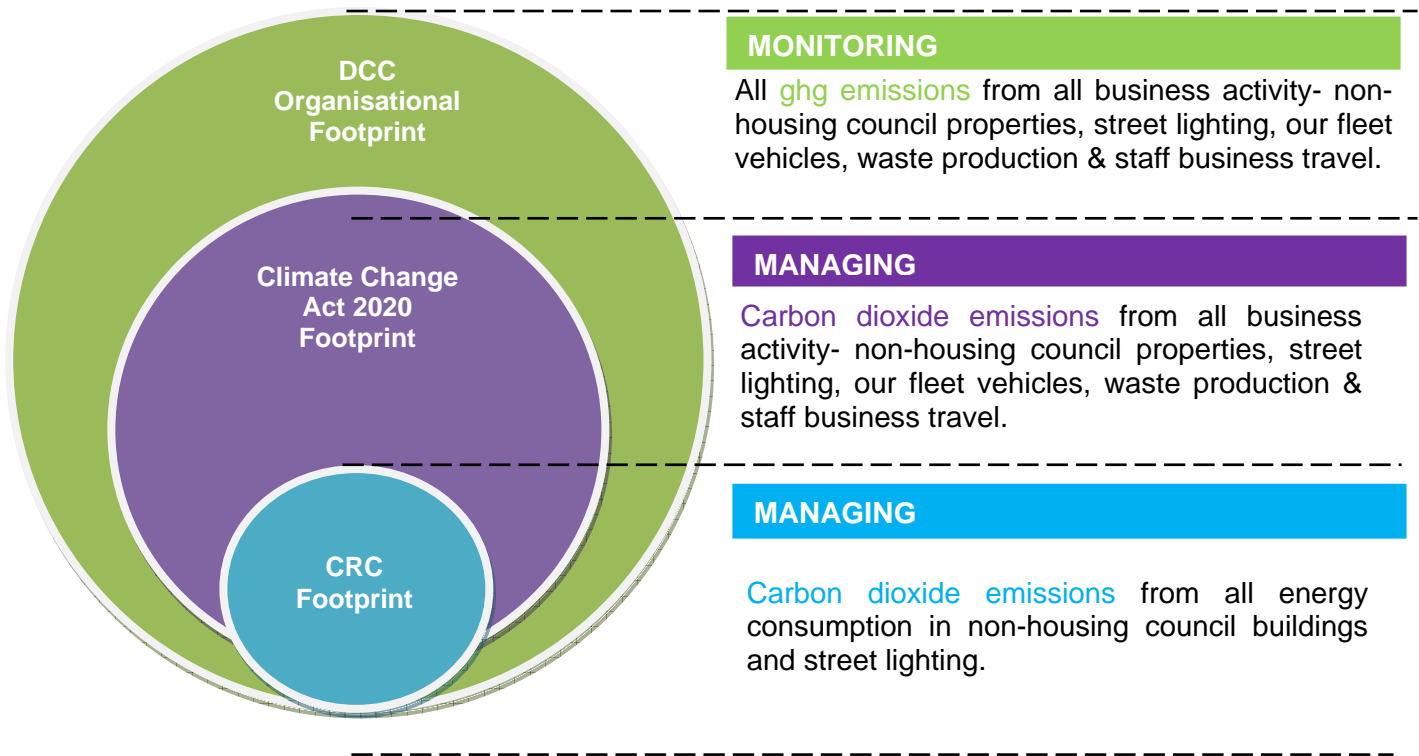 DCC
Organisational
Footprint
MONITORING
All ghg emissions from all business activity- non-
housing council properties, street lighting, our fleet
vehicles, waste production & staff business travel.
Climate Change
Act 2020
Footprint
MANAGING
Carbon dioxide emissions from all business
activity- non-housing council properties, street
lighting, our fleet vehicles, waste production &
staff business travel.
CRC
Footprint
MANAGING
Carbon dioxide emissions from all energy
consumption in non-housing council buildings
and street lighting.